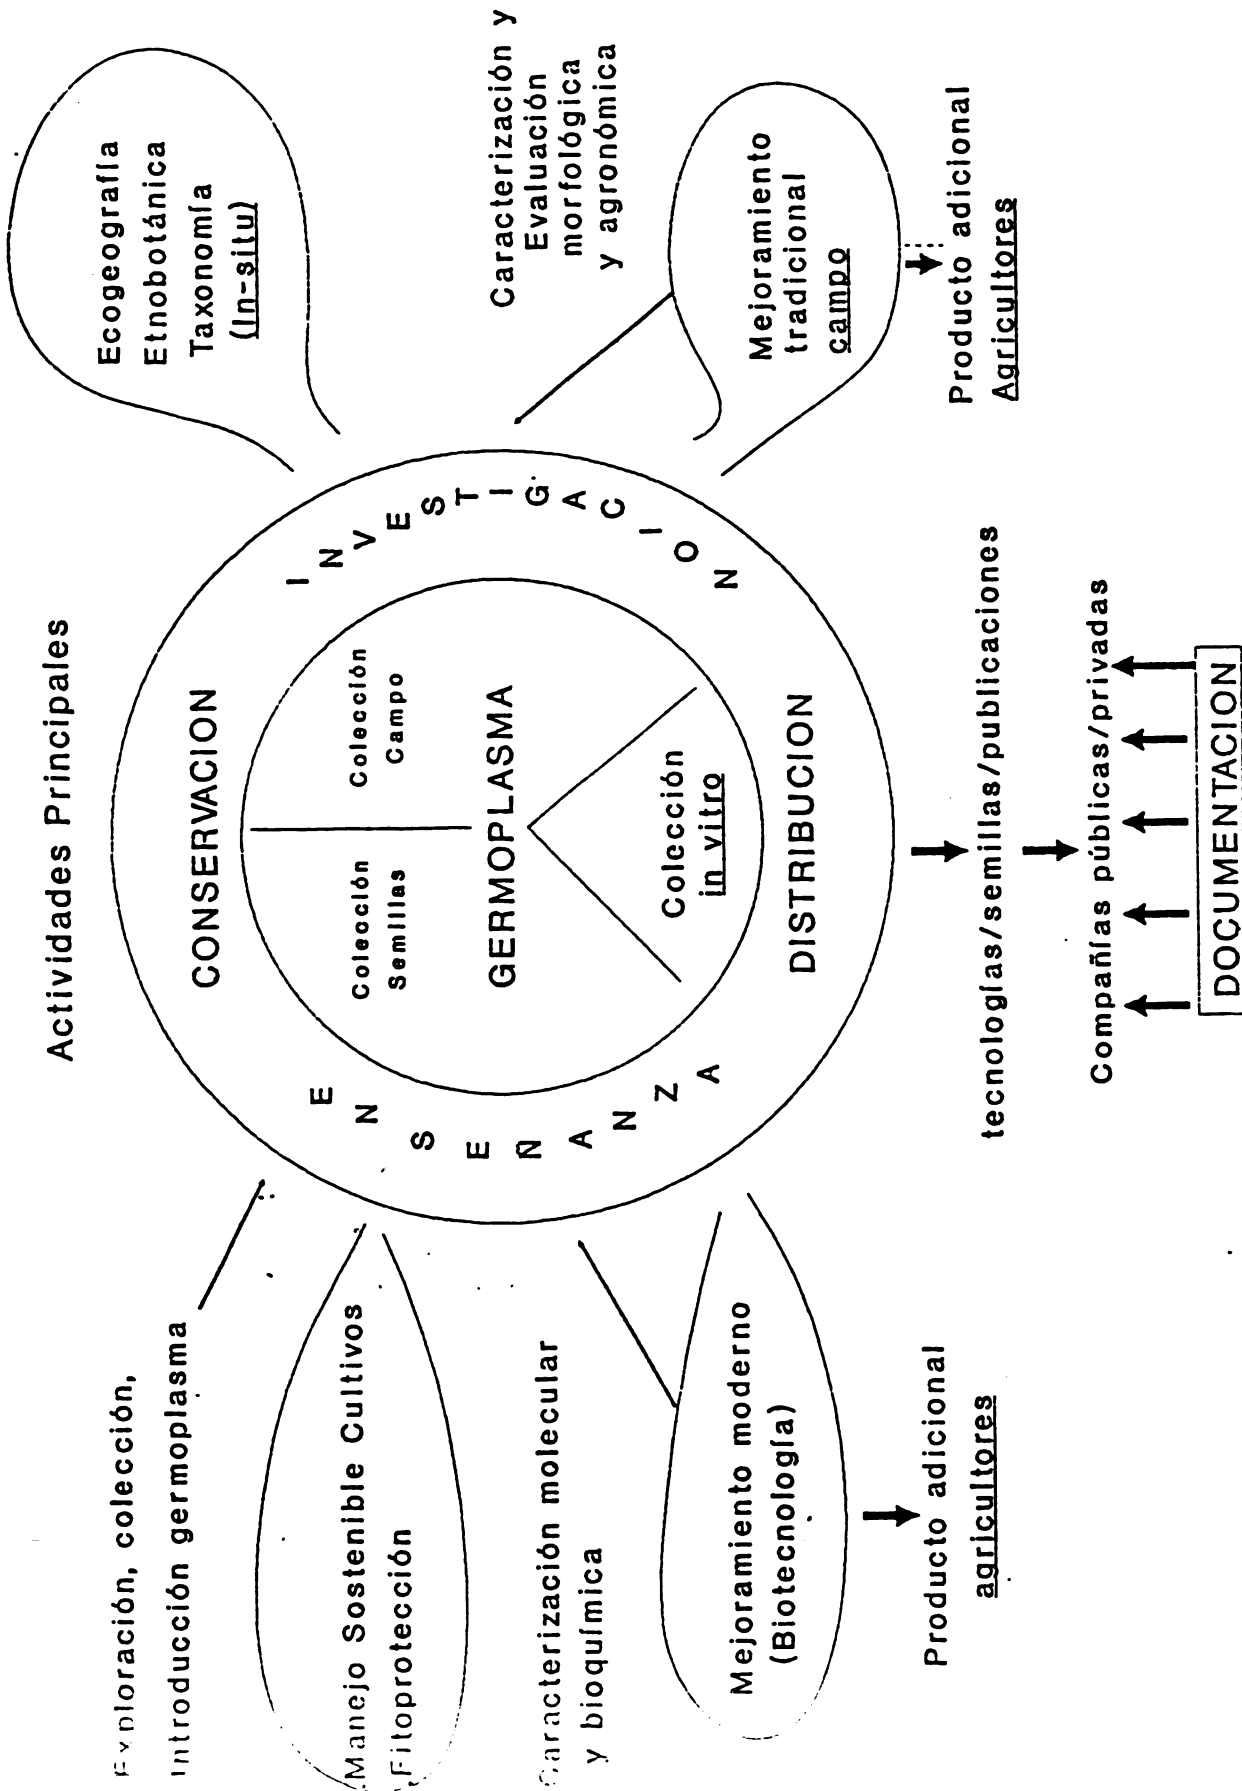 Actividades Principales
Exploración, colección,
Introducción germoplasma
Manejo Sostenible Cultivos
Fitoprotección
Caracterización molecular
y bioquímica
Mejoramiento moderno
(Biotecnología)
Producto adicional
agricultores
CONSERVACION
ENSEÑANZA
INVESTIGACION
DISTRIBUCION
Colección
Semillas
Colección
Campo
GERMOPLASMA
Colección
in vitro
tecnologías/semillas/publicaciones
Compañías públicas/privadas
DOCUMENTACION
Ecogeografía
Etnobotánica
Taxonomía
(In-situ)
Caracterización y
Evaluación
morfológica
y agronómica
Mejoramiento
tradicional
campo
Producto adicional
Agricultores